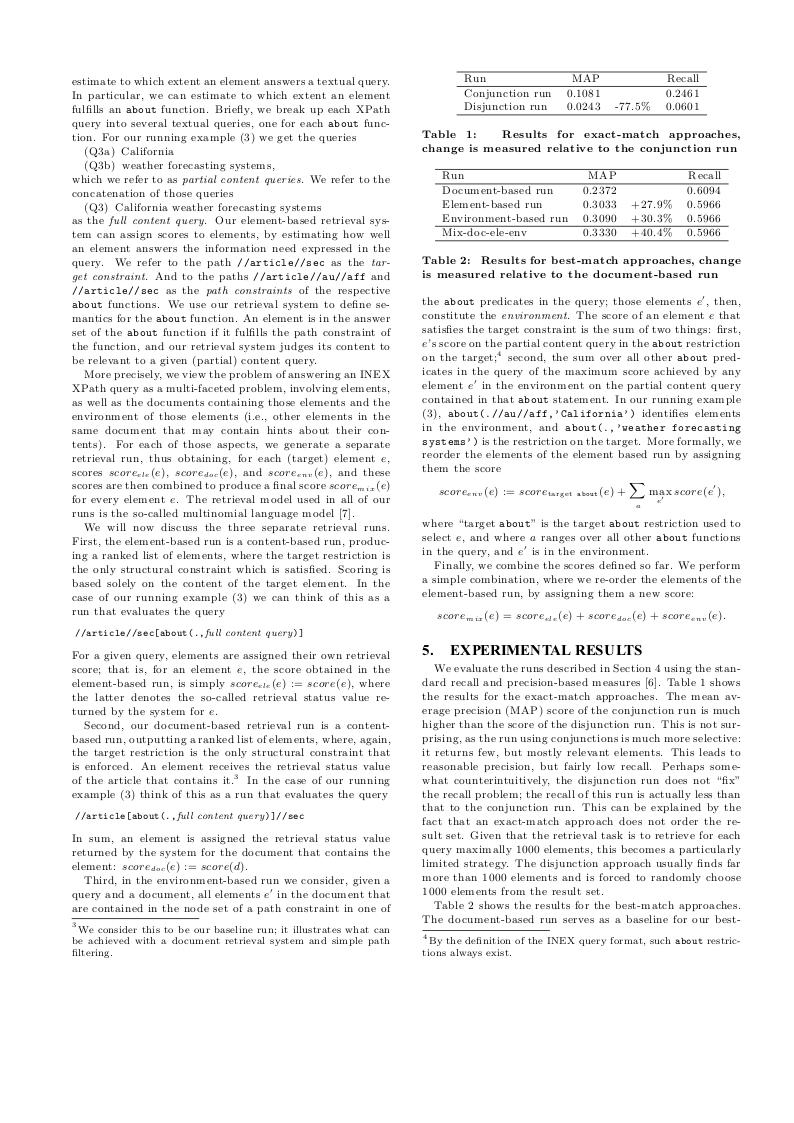 estimate to which extent an element answers a textual query.
In particular, we can estimate to which extent an element
fulfills an about function. Briefly, we break up each XPath
query into several textual queries, one for each about func-
tion. For our running example (3) we get the queries
(Q3a) California
(Q3b) weather forecasting systems,
which we refer to as partial content queries. We refer to the
concatenation of those queries
(Q3) California weather forecasting systems
as the full content query. Our element-based retrieval sys-
tem can assign scores to elements, by estimating how well
an element answers the information need expressed in the
query. We refer to the path //article//sec as the tar-
get constraint. And to the paths //article//au//aff and
//article//sec as the path constraints of the respective
about functions. We use our retrieval system to define se-
mantics for the about function. An element is in the answer
set of the about function if it fulfills the path constraint of
the function, and our retrieval system judges its content to
be relevant to a given (partial) content query.
More precisely, we view the problem of answering an INEX
XPath query as a multi-faceted problem, involving elements,
as well as the documents containing those elements and the
environment of those elements (i.e., other elements in the
same document that may contain hints about their con-
tents). For each of those aspects, we generate a separate
retrieval run, thus obtaining, for each (target) element e,
scores score_ele(e), score_doc(e), and score_env(e), and these
scores are then combined to produce a final score score_mix(e)
for every element e. The retrieval model used in all of our
runs is the so-called multinomial language model [7].
We will now discuss the three separate retrieval runs.
First, the element-run is a content-based run, produc-
ing a ranked list of elements, where the target restriction is
the only structural constraint which is satisfied. Scoring is
based solely on the content of the target element. In the
case of our running example (3) we can think of this as a
run that evaluates the query
//article//sec[about(.,full content query)]
For a given query, elements are assigned their own retrieval
score; that is, for an element e, the score obtained in the
element-based run, is simply score_ele(e) := score(e), where
the latter denotes the so-called retrieval status value re-
turned by the system for e.
Second, our document-based retrieval run is a content-
based run, outputting a ranked list of elements, where, again,
the target restriction is the only structural constraint that
is enforced. An element receives the retrieval status value
of the article that contains it.³ In the case of our running
example (3) think of this as a run that evaluates the query
//article[about(.,full content query)]//sec
In sum, an element is assigned the retrieval status value
returned by the system for the document that contains the
element: score_doc(e) := score(d).
Third, in the environment-based run we consider, given a
query and a document, all elements e′ in the document that
are contained in the node set of a path constraint in one of
³We consider this to be our baseline run; it illustrates what can
be achieved with a document retrieval system and simple path
filtering.
Run MAP Recall
Conjunction run 0.1081 0.2461
Disjunction run 0.0243 -77.5% 0.0601
Table 1: Results for exact-match approaches,
change is measured relative to the conjunction run
Run MAP Recall
Document-based run 0.2372 0.6094
Element-based run 0.3033 +27.9% 0.5966
Environment-based run 0.3090 +30.3% 0.5966
Mix-doc-ele-env 0.3330 +40.4% 0.5966
Table 2: Results for best-match approaches, change
is measured relative to the document-based run
the about predicates in the query; those elements e′, then,
constitute the environment. The score of an element e that
satisfies the target constraint is the sum of two things: first,
e's score on the partial content query in the about restriction
on the target;⁴ second, the sum over all other about pred-
icates in the query of the maximum score achieved by any
element e′ in the environment on the partial content query
contained in that about statement. In our running example
(3), about(.//au//aff,'California') identifies elements
in the environment, and about(.,'weather forecasting
systems') is the restriction on the target. More formally, we
reorder the elements of the element based run by assigning
them the score
score_env(e) := score_target about(e) + ∑_a max_e′ score(e′),
where "target about" is the target about restriction used to
select e, and where a ranges over all other about functions
in the query, and e′ is in the environment.
Finally, we combine the scores defined so far. We perform
a simple combination, where we re-order the elements of the
element-based run, by assigning them a new score:
score_mix(e) = score_ele(e) + score_doc(e) + score_env(e).
5. EXPERIMENTAL RESULTS
We evaluate the runs described in Section 4 using the stan-
dard recall and precision-based measures [6]. Table 1 shows
the results for the exact-match approaches. The mean av-
erage precision (MAP) score of the conjunction run is much
higher than the score of the disjunction run. This is not sur-
prising, as the run using conjunctions is much more selective:
it returns few, but mostly relevant elements. This leads to
reasonable precision, but fairly low recall. Perhaps some-
what counterintuitively, the disjunction run does not "fix"
the recall problem; the recall of this run is actually less than
that to the conjunction run. This can be explained by the
fact that an exact-match approach does not order the re-
sult set. Given that the retrieval task is to retrieve for each
query maximally 1000 elements, this becomes a particularly
limited strategy. The disjunction approach usually finds far
more than 1000 elements and is forced to randomly choose
1000 elements from the result set.
Table 2 shows the results for the best-match approaches.
The document-based run serves as a baseline for our best-
⁴By the definition of the INEX query format, such about restric-
tions always exist.